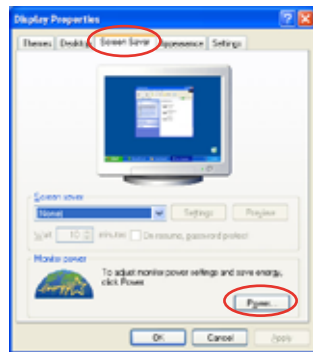 Display Properties
Themes Desktop Screen Saver Appearance Settings
Screen saver
(None) Settings Preview
Wait: 10 minutes On resume, password protect
Monitor power
To adjust monitor power settings and save energy,
click Power.
Power...
OK Cancel Apply